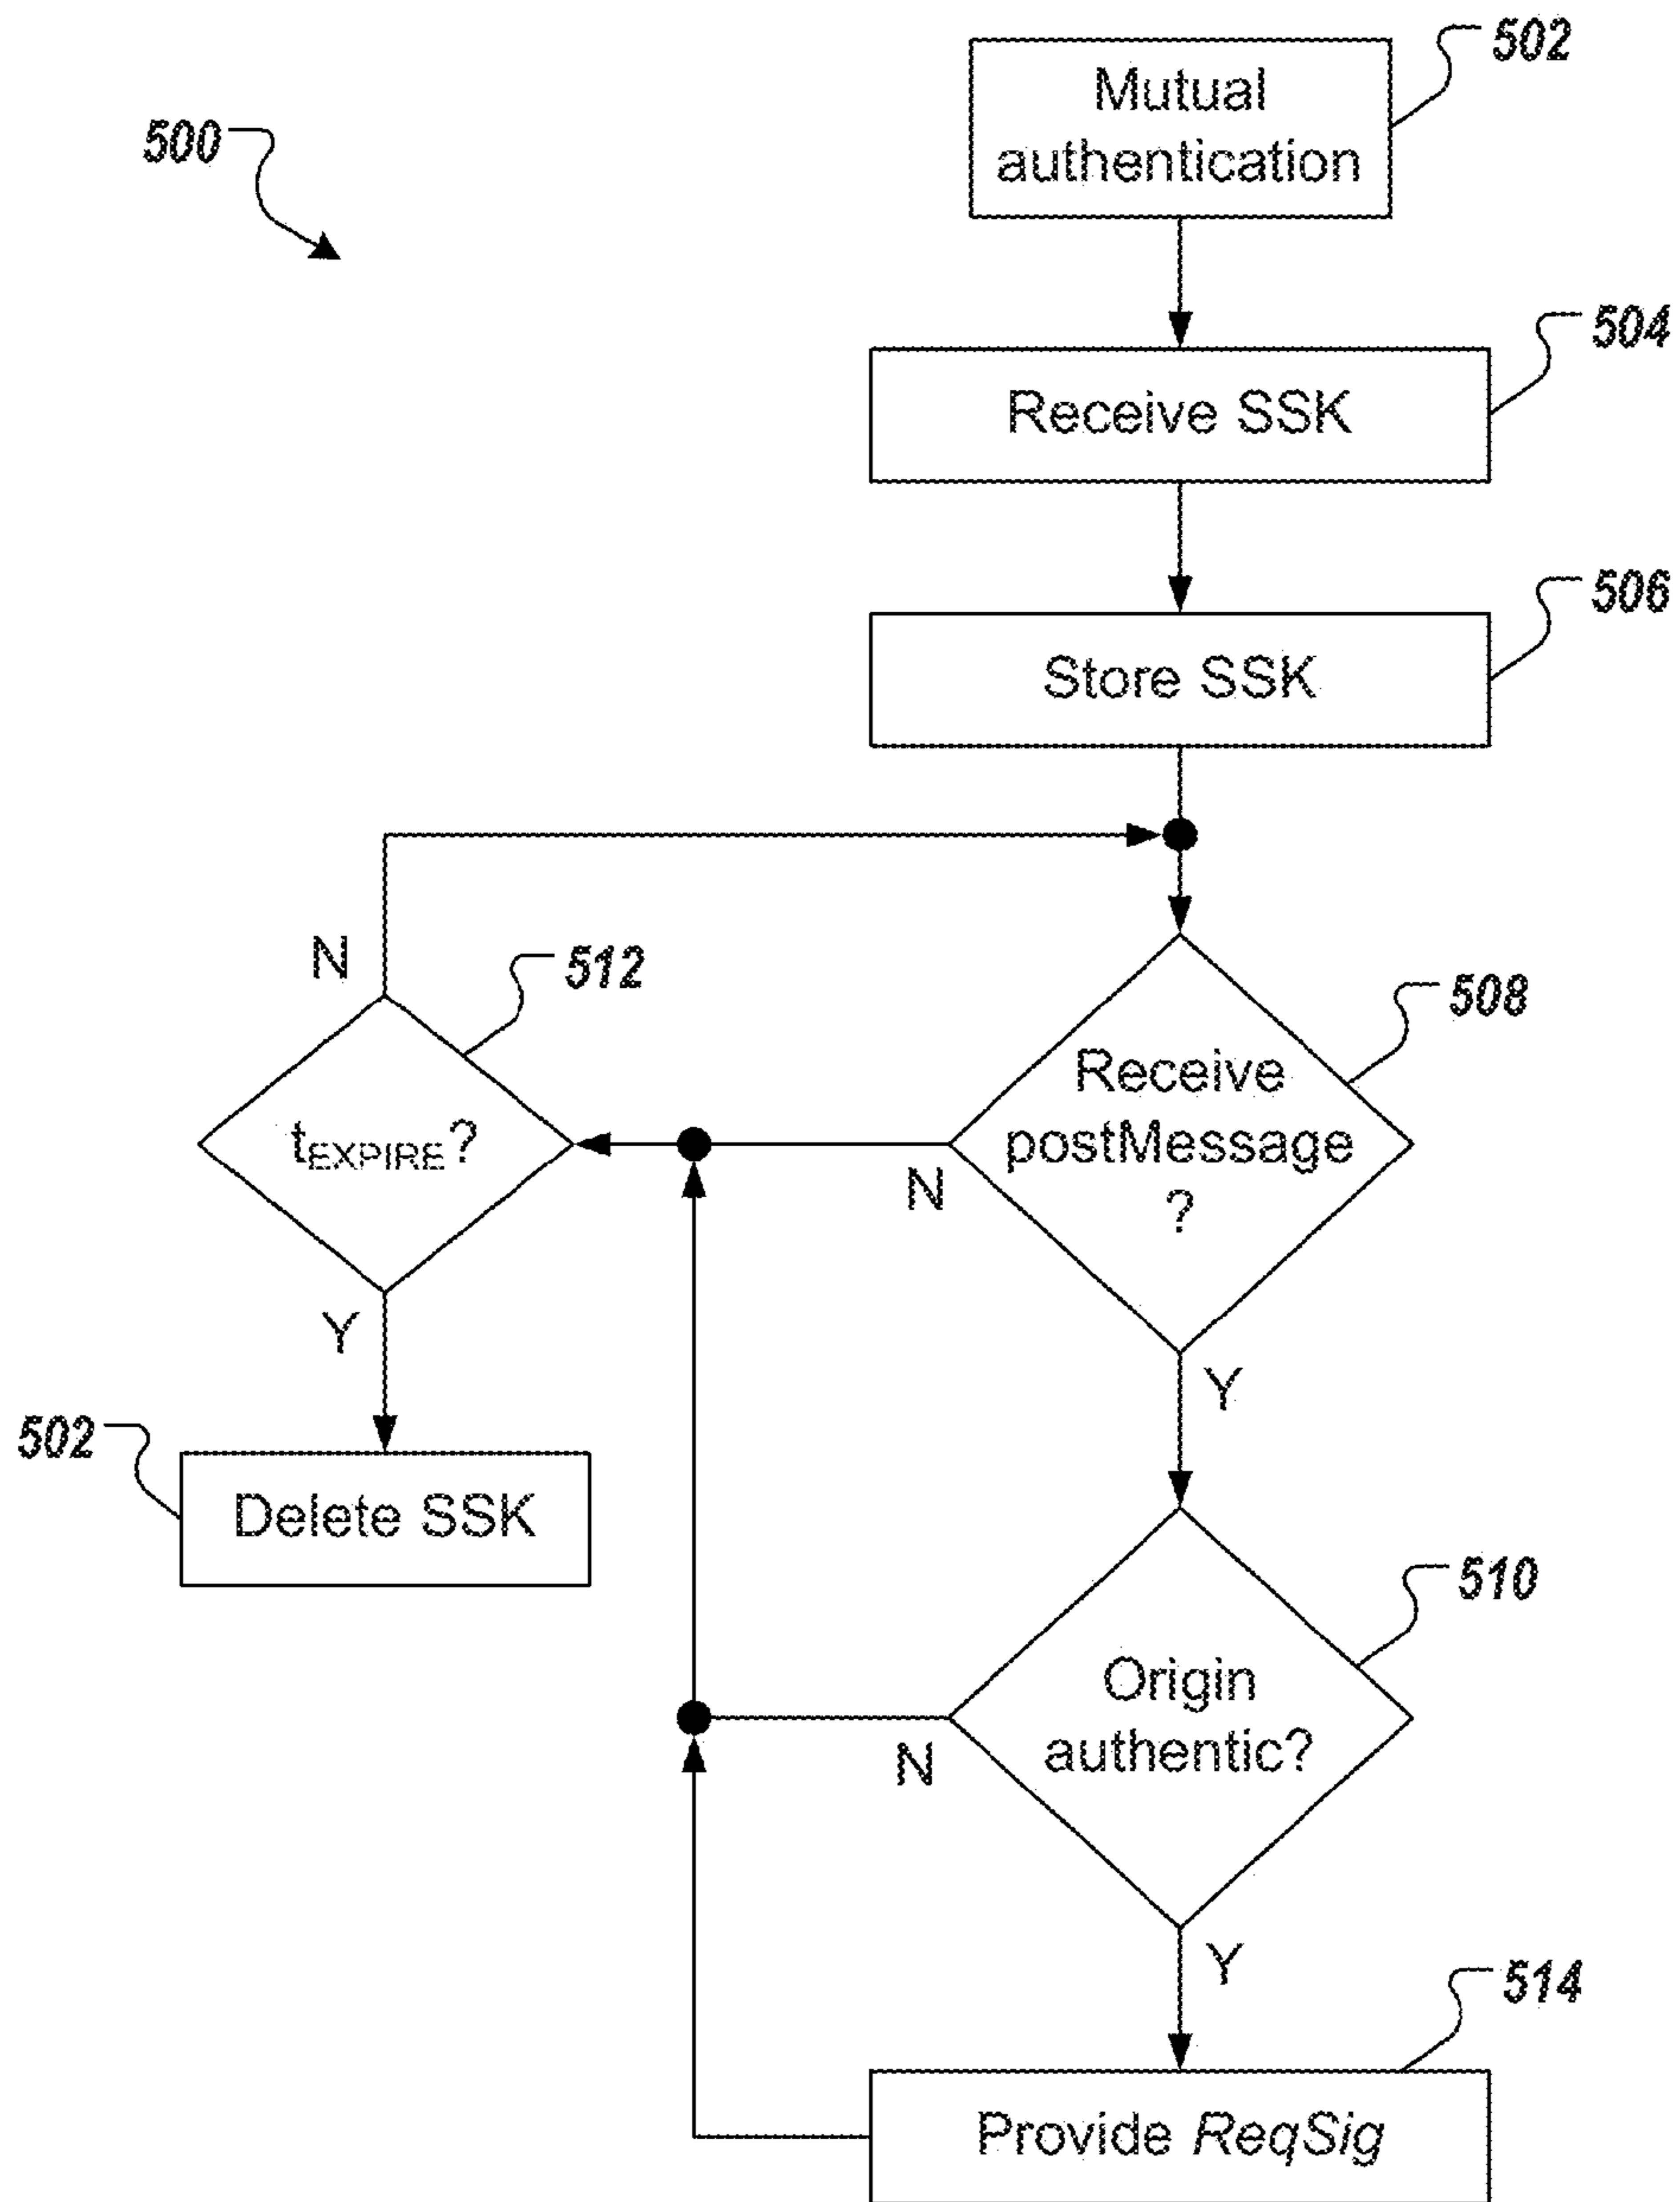 502
Mutual
authentication
500
504
Receive SSK
506
Store SSK
N
512
508
Receive
postMessage
?
tEXPIRE?
N
Y
Y
502
Delete SSK
510
Origin
authentic?
N
Y
514
Provide ReqSig